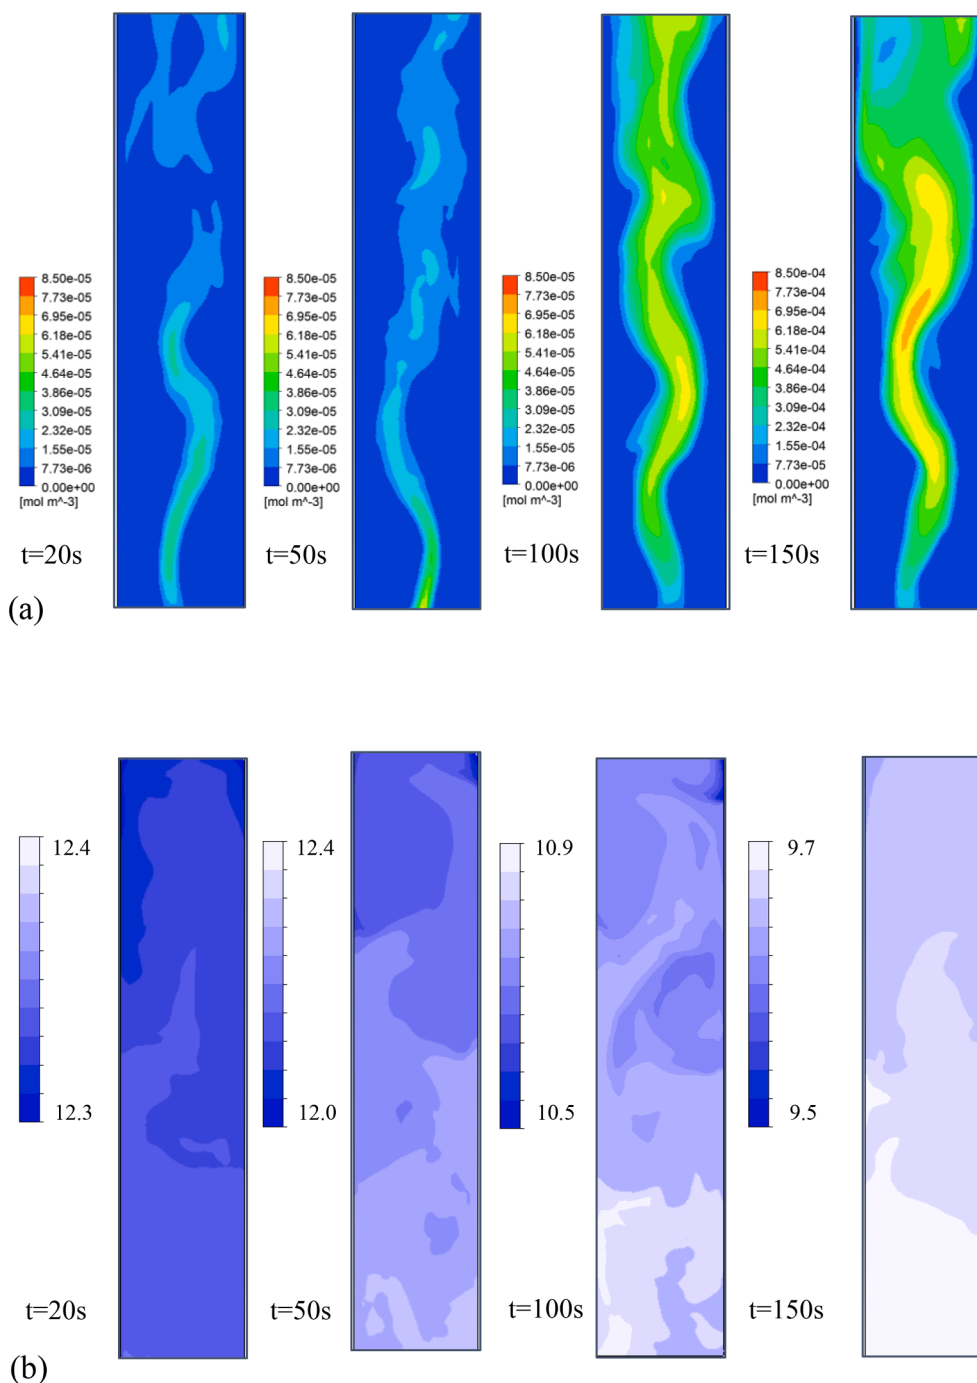 8.50e-05
7.73e-05
6.95e-05
6.18e-05
5.41e-05
4.64e-05
3.86e-05
3.09e-05
2.32e-05
1.55e-05
7.73e-06
0.00e+00
[mol m^-3]
t=20s
8.50e-05
7.73e-05
6.95e-05
6.18e-05
5.41e-05
4.64e-05
3.86e-05
3.09e-05
2.32e-05
1.55e-05
7.73e-06
0.00e+00
[mol m^-3]
t=50s
8.50e-05
7.73e-05
6.95e-05
6.18e-05
5.41e-05
4.64e-05
3.86e-05
3.09e-05
2.32e-05
1.55e-05
7.73e-06
0.00e+00
[mol m^-3]
t=100s
8.50e-04
7.73e-04
6.95e-04
6.18e-04
5.41e-04
4.64e-04
3.86e-04
3.09e-04
2.32e-04
1.55e-04
7.73e-05
0.00e+00
[mol m^-3]
t=150s
(a)
12.4
12.3
t=20s
12.4
12.0
t=50s
10.9
10.5
t=100s
9.7
9.5
t=150s
(b)